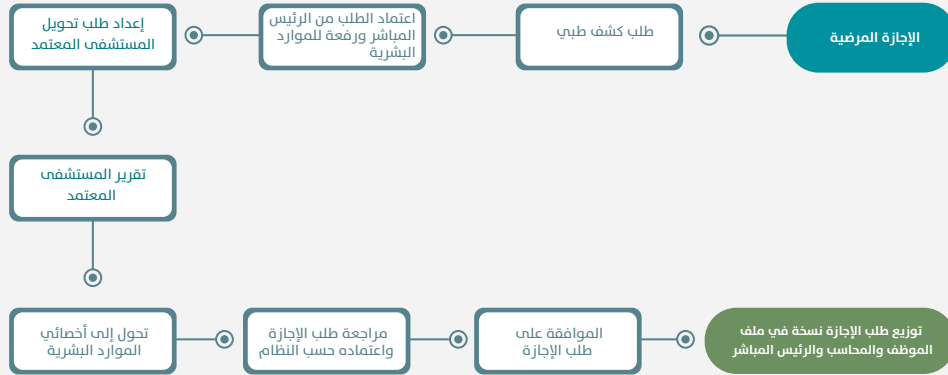 الإجازة المرضية
طلب كشف طبي
اعتماد الطلب من الرئيس
المباشر ورفعة للموارد
البشرية
إعداد طلب تحويل
المستشفى المعتمد
تقرير المستشفى
المعتمد
تحول إلى أخصائي
الموارد البشرية
مراجعة طلب الإجازة
واعتماده حسب النظام
الموافقة على
طلب الإجازة
توزيع طلب الإجازة نسخة في ملف
الموظف والمحاسب والرئيس المباشر